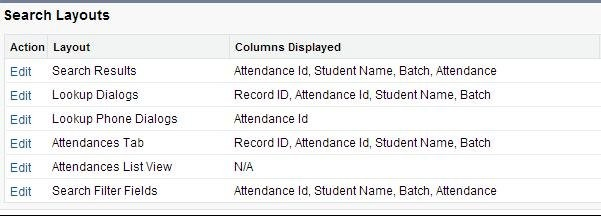 Search Layouts
Action Layout Columns Displayed
Edit Search Results Attendance Id, Student Name, Batch, Attendance
Edit Lookup Dialogs Record ID, Attendance Id, Student Name, Batch
Edit Lookup Phone Dialogs Attendance Id
Edit Attendances Tab Record ID, Attendance Id, Student Name, Batch
Edit Attendances List View N/A
Edit Search Filter Fields Attendance Id, Student Name, Batch, Attendance